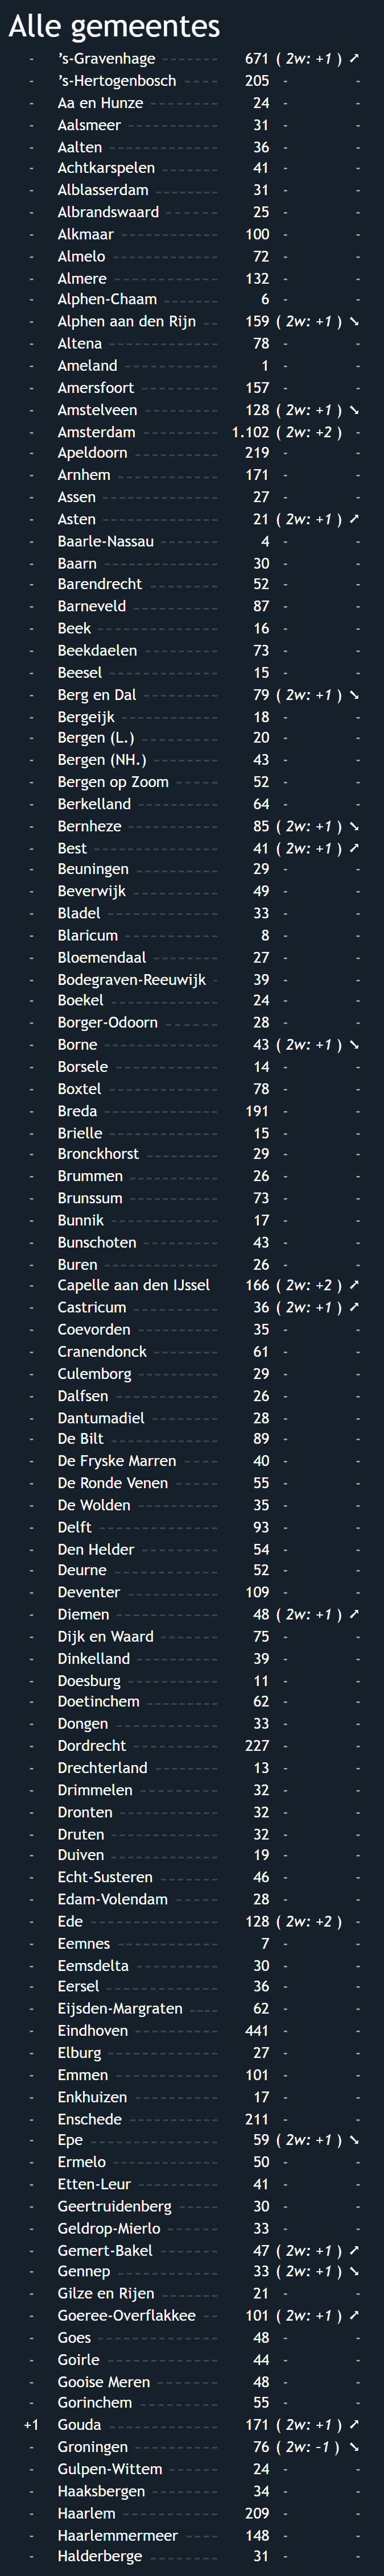 Alle gemeentes
- 's-Gravenhage 671 ( 2w: +1 ) ➚
- 's-Hertogenbosch 205 - -
- Aa en Hunze 24 - -
- Aalsmeer 31 - -
- Aalten 36 - -
- Achtkarspelen 41 - -
- Alblasserdam 31 - -
- Albrandswaard 25 - -
- Alkmaar 100 - -
- Almelo 72 - -
- Almere 132 - -
- Alphen-Chaam 6 - -
- Alphen aan den Rijn 159 ( 2w: +1 ) ➘
- Altena 78 - -
- Ameland 1 - -
- Amersfoort 157 - -
- Amstelveen 128 ( 2w: +1 ) ➘
- Amsterdam 1.102 ( 2w: +2 ) -
- Apeldoorn 219 - -
- Arnhem 171 - -
- Assen 27 - -
- Asten 21 ( 2w: +1 ) ➚
- Baarle-Nassau 4 - -
- Baarn 30 - -
- Barendrecht 52 - -
- Barneveld 87 - -
- Beek 16 - -
- Beekdaelen 73 - -
- Beesel 15 - -
- Berg en Dal 79 ( 2w: +1 ) ➘
- Bergeijk 18 - -
- Bergen (L.) 20 - -
- Bergen (NH.) 43 - -
- Bergen op Zoom 52 - -
- Berkelland 64 - -
- Bernheze 85 ( 2w: +1 ) ➘
- Best 41 ( 2w: +1 ) ➚
- Beuningen 29 - -
- Beverwijk 49 - -
- Bladel 33 - -
- Blaricum 8 - -
- Bloemendaal 27 - -
- Bodegraven-Reeuwijk 39 - -
- Boekel 24 - -
- Borger-Odoorn 28 - -
- Borne 43 ( 2w: +1 ) ➘
- Borsele 14 - -
- Boxtel 78 - -
- Breda 191 - -
- Brielle 15 - -
- Bronckhorst 29 - -
- Brummen 26 - -
- Brunssum 73 - -
- Bunnik 17 - -
- Bunschoten 43 - -
- Buren 26 - -
- Capelle aan den IJssel 166 ( 2w: +2 ) ➚
- Castricum 36 ( 2w: +1 ) ➚
- Coevorden 35 - -
- Cranendonck 61 - -
- Culemborg 29 - -
- Dalfsen 26 - -
- Dantumadiel 28 - -
- De Bilt 89 - -
- De Fryske Marren 40 - -
- De Ronde Venen 55 - -
- De Wolden 35 - -
- Delft 93 - -
- Den Helder 54 - -
- Deurne 52 - -
- Deventer 109 - -
- Diemen 48 ( 2w: +1 ) ➚
- Dijk en Waard 75 - -
- Dinkelland 39 - -
- Doesburg 11 - -
- Doetinchem 62 - -
- Dongen 33 - -
- Dordrecht 227 - -
- Drechterland 13 - -
- Drimmelen 32 - -
- Dronten 32 - -
- Druten 32 - -
- Duiven 19 - -
- Echt-Susteren 46 - -
- Edam-Volendam 28 - -
- Ede 128 ( 2w: +2 ) -
- Eemnes 7 - -
- Eemsdelta 30 - -
- Eersel 36 - -
- Eijsden-Margraten 62 - -
- Eindhoven 441 - -
- Elburg 27 - -
- Emmen 101 - -
- Enkhuizen 17 - -
- Enschede 211 - -
- Epe 59 ( 2w: +1 ) ➘
- Ermelo 50 - -
- Etten-Leur 41 - -
- Geertruidenberg 30 - -
- Geldrop-Mierlo 33 - -
- Gemert-Bakel 47 ( 2w: +1 ) ➚
- Gennep 33 ( 2w: +1 ) ➘
- Gilze en Rijen 21 - -
- Goeree-Overflakkee 101 ( 2w: +1 ) ➚
- Goes 48 - -
- Goirle 44 - -
- Gooise Meren 48 - -
- Gorinchem 55 - -
+1 Gouda 171 ( 2w: +1 ) ➚
- Groningen 76 ( 2w: -1 ) ➘
- Gulpen-Wittem 24 - -
- Haaksbergen 34 - -
- Haarlem 209 - -
- Haarlemmermeer 148 - -
- Halderberge 31 - -